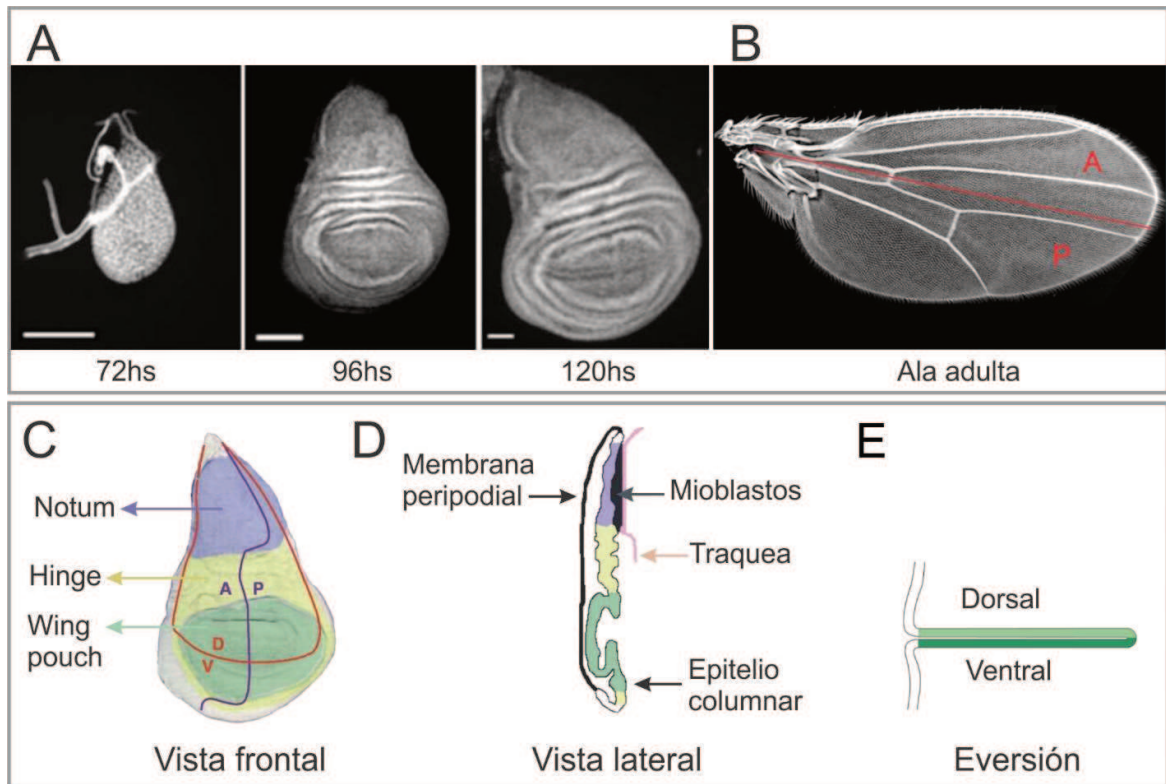 A
B
A
P
72hs
96hs
120hs
Ala adulta
C
D
E
Notum
Hinge
Wing
pouch
A
P
D
V
Membrana
peripodial
Mioblastos
Traquea
Epitelio
columnar
Dorsal
Ventral
Vista frontal
Vista lateral
Eversión